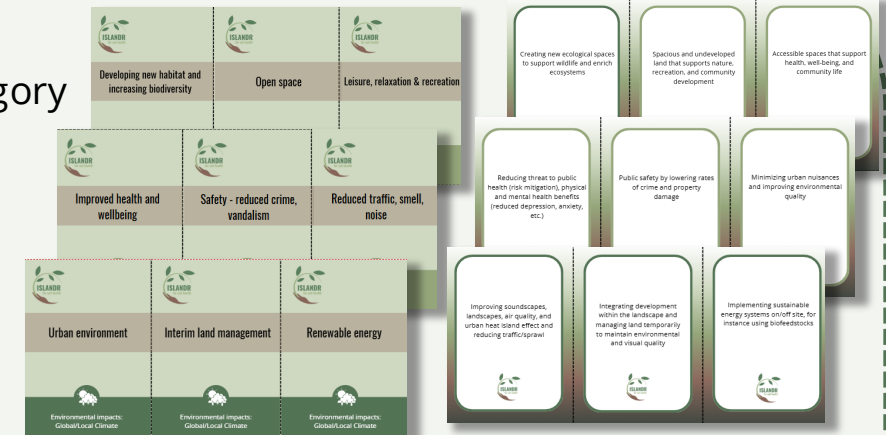 gory
ISLANDR
ISLANDR
ISLANDR
Developing new habitat and
increasing biodiversity
Open space
Leisure, relaxation & recreation
ISLANDR
ISLANDR
ISLANDR
Improved health and
wellbeing
Safety - reduced crime,
vandalism
Reduced traffic, smell,
noise
ISLANDR
ISLANDR
ISLANDR
Urban environment
Interim land management
Renewable energy
Environmental impacts:
Global/Local Climate
Environmental impacts:
Global/Local Climate
Environmental impacts:
Global/Local Climate
Creating new ecological spaces
to support wildlife and enrich
ecosystems
Spacious and undeveloped
land that supports nature,
recreation, and community
development
Accessible spaces that support
health, well-being, and
community life
Reducing threat to public
health (risk mitigation), physical
and mental health benefits
(reduced depression, anxiety,
etc.)
Public safety by lowering rates
of crime and property
damage
Minimizing urban nuisances
and improving environmental
quality
Improving soundscapes,
landscapes, air quality, and
urban heat island effect and
reducing traffic/sprawl
Integrating development
within the landscape and
managing land temporarily
to maintain environmental
and visual quality
Implementing sustainable
energy systems on/off site, for
instance using biofeedstocks
ISLANDR
ISLANDR
ISLANDR